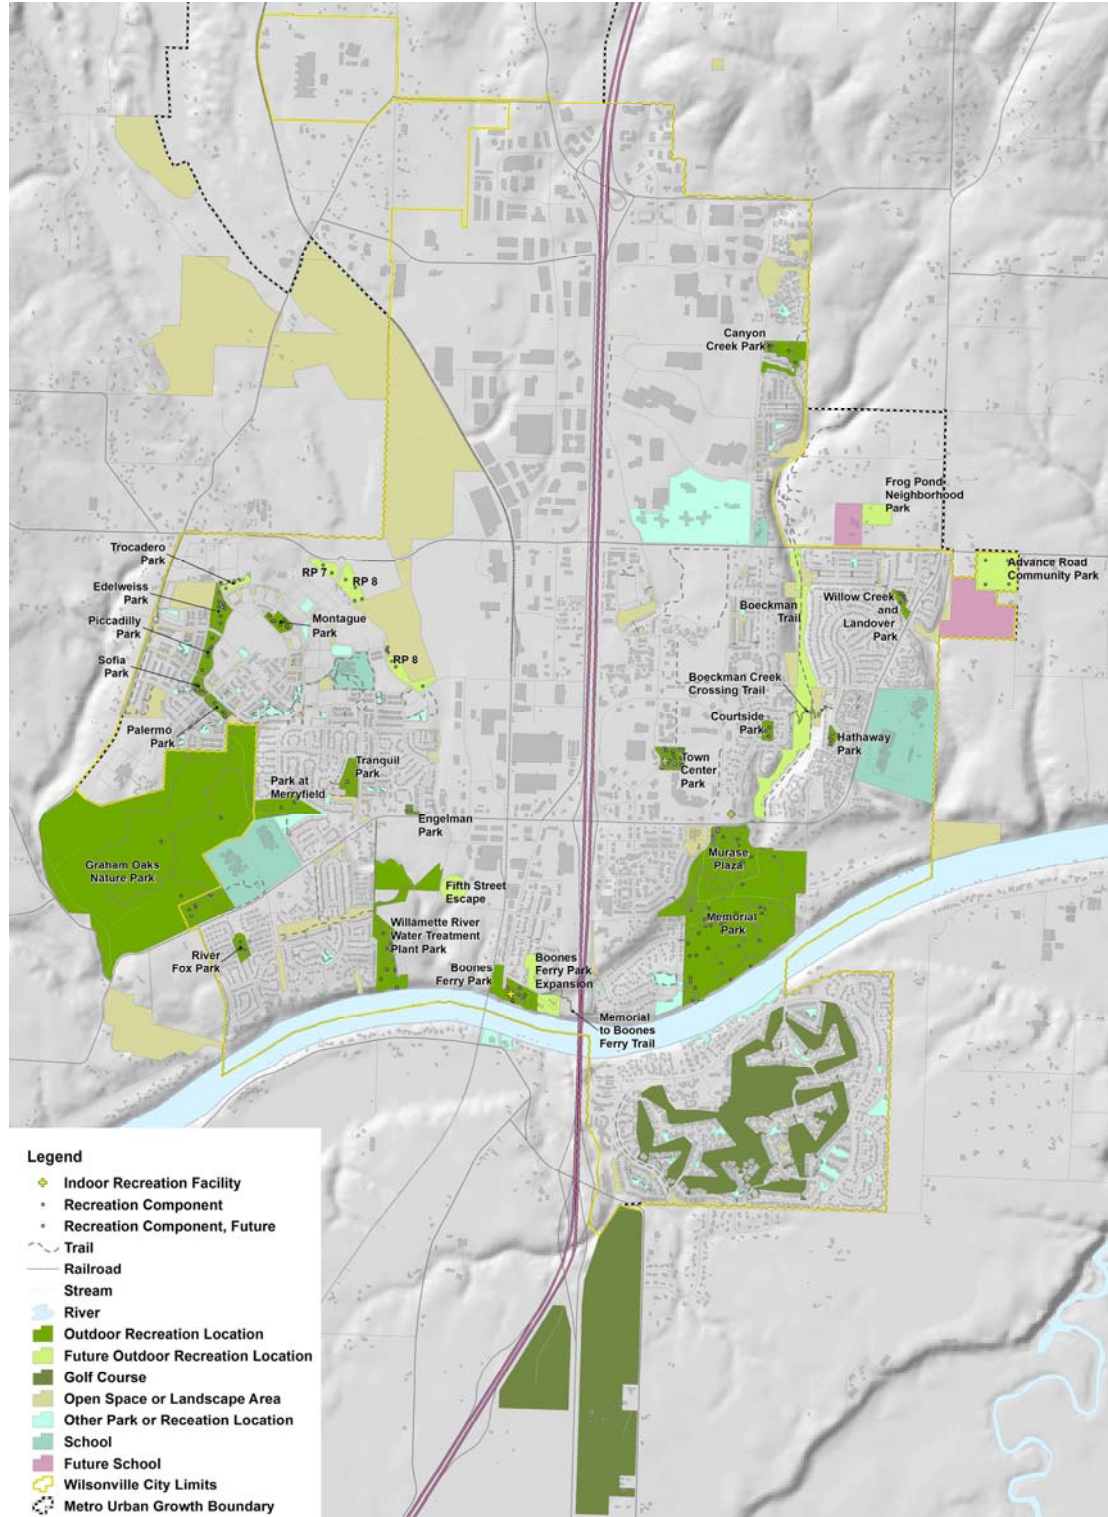 Canyon
Creek Park
Frog Pond
Neighborhood
Park
Trocadero
Park
RP 7
RP 8
Advance Road
Community Park
Edelweiss
Park
Willow Creek
and
Landover
Park
Boeckman
Trail
Piccadilly
Park
Montague
Park
Sofia
Park
RP 8
Boeckman Creek
Crossing Trail
Palermo
Park
Courtside
Park
Hathaway
Park
Tranquil
Park
Town
Center
Park
Park at
Merryfield
Engelman
Park
Graham Oaks
Nature Park
Murase
Plaza
Fifth Street
Escape
Memorial
Park
Willamette River
Water Treatment
Plant Park
River
Fox Park
Boones
Ferry Park
Boones
Ferry Park
Expansion
Memorial
to Boones
Ferry Trail
Legend
Indoor Recreation Facility
Recreation Component
Recreation Component, Future
Trail
Railroad
Stream
River
Outdoor Recreation Location
Future Outdoor Recreation Location
Golf Course
Open Space or Landscape Area
Other Park or Receation Location
School
Future School
Wilsonville City Limits
Metro Urban Growth Boundary